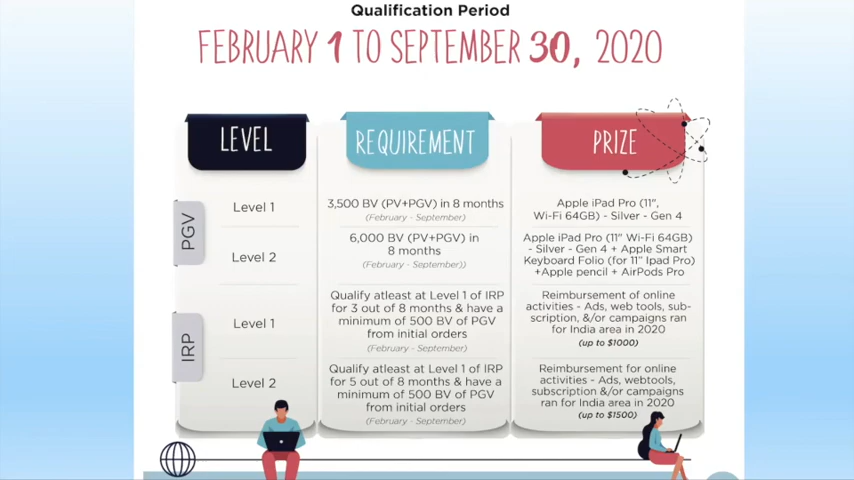 Qualification Period
FEBRUARY 1 TO SEPTEMBER 30, 2020
LEVEL
REQUIREMENT
PRIZE
PGV
Level 1
3,500 BV (PV+PGV) in 8 months
(February - September)
Apple iPad Pro (11",
Wi-Fi 64GB) - Silver - Gen 4
Level 2
6,000 BV (PV+PGV) in
8 months
(February - September))
Apple iPad Pro (11" Wi-Fi 64GB)
- Silver - Gen 4 + Apple Smart
Keyboard Folio (for 11" Ipad Pro)
+Apple pencil + AirPods Pro
IRP
Level 1
Qualify atleast at Level 1 of IRP
for 3 out of 8 months & have a
minimum of 500 BV of PGV
from initial orders
(February - September)
Reimbursement of online
activities - Ads, web tools, sub-
scription, &/or campaigns ran
for India area in 2020
(up to $1000)
Level 2
Qualify atleast at Level 1 of IRP
for 5 out of 8 months & have a
minimum of 500 BV of PGV
from initial orders
(February - September)
Reimbursement for online
activities - Ads, webtools,
subscription &/or campaigns
ran for India area in 2020
(up to $1500)